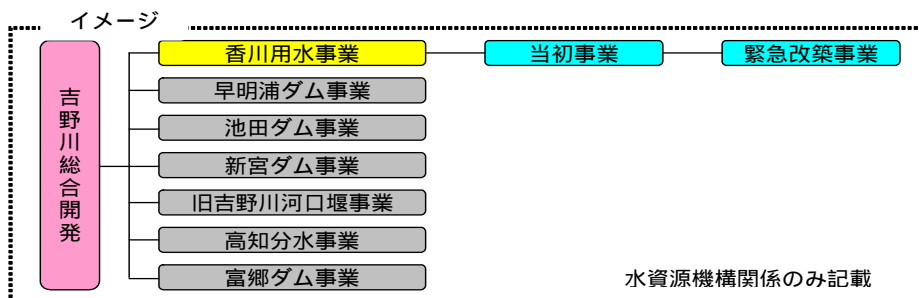 イメージ
吉野川総合開発
香川用水事業
当初事業
緊急改築事業
早明浦ダム事業
池田ダム事業
新宮ダム事業
旧吉野川河口堰事業
高知分水事業
富郷ダム事業
水資源機構関係のみ記載